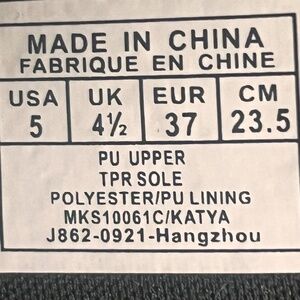 MADE IN CHINA
FABRIQUE EN CHINE
USA UK EUR CM
5 4½ 37 23.5
PU UPPER
TPR SOLE
POLYESTER/PU LINING
MKS10061C/KATYA
J862-0921-Hangzhou